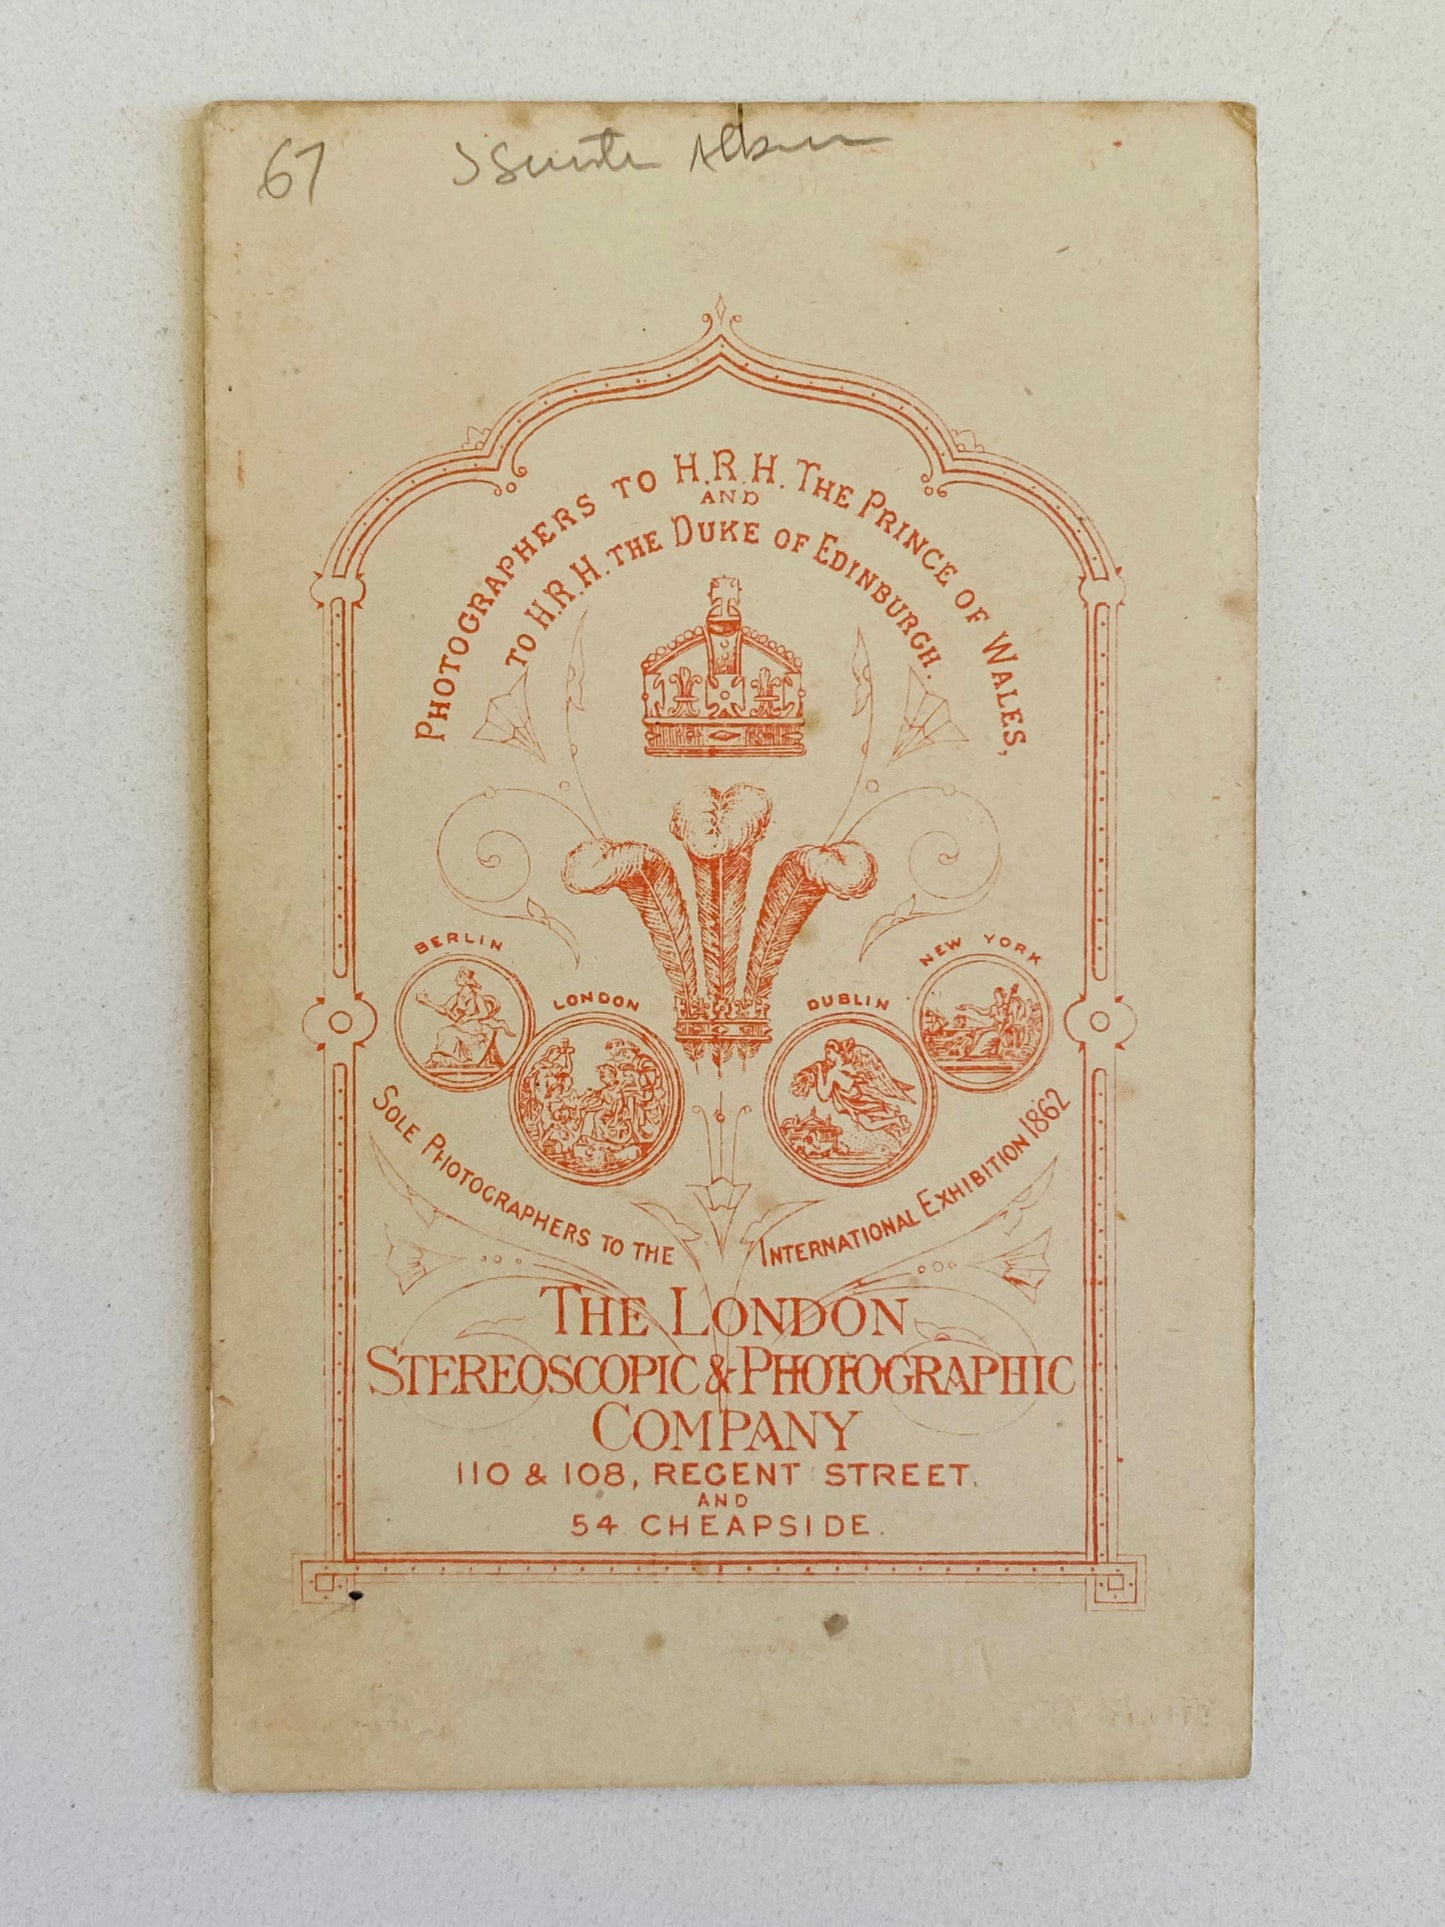 67
PHOTOGRAPHERS TO H.R.H. THE PRINCE OF WALES,
AND
TO H.R.H. THE DUKE OF EDINBURGH.
BERLIN
LONDON
DUBLIN
NEW YORK
SOLE PHOTOGRAPHERS TO THE INTERNATIONAL EXHIBITION 1862
THE LONDON
STEREOSCOPIC & PHOTOGRAPHIC
COMPANY
110 & 108, REGENT STREET.
AND
54 CHEAPSIDE.